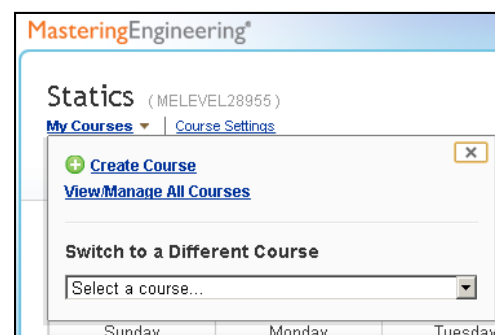 MasteringEngineering®
Statics (MELEVEL28955)
My Courses Course Settings
Create Course
View/Manage All Courses
Switch to a Different Course
Select a course...
Sunday Monday Tuesday